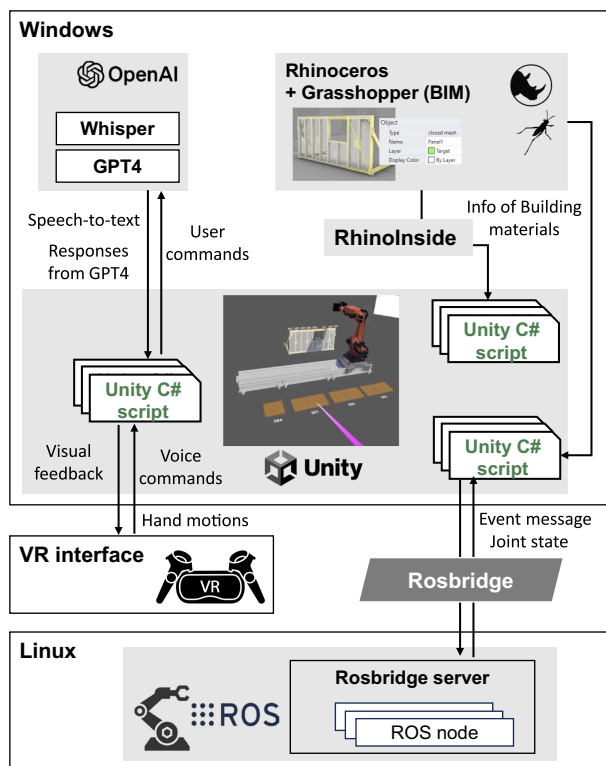 Windows
OpenAI
Whisper
GPT4
Rhinoceros
+ Grasshopper (BIM)
Object
Type closed mesh
Name Panel1
Layer Target
Display Color By Layer
Speech-to-text
Responses
from GPT4
User
commands
RhinoInside
Info of Building
materials
Unity C#
script
Unity C#
script
Unity C#
script
Unity
Visual
feedback
Voice
commands
Hand motions
VR interface
VR
Event message
Joint state
Rosbridge
Linux
ROS
Rosbridge server
ROS node